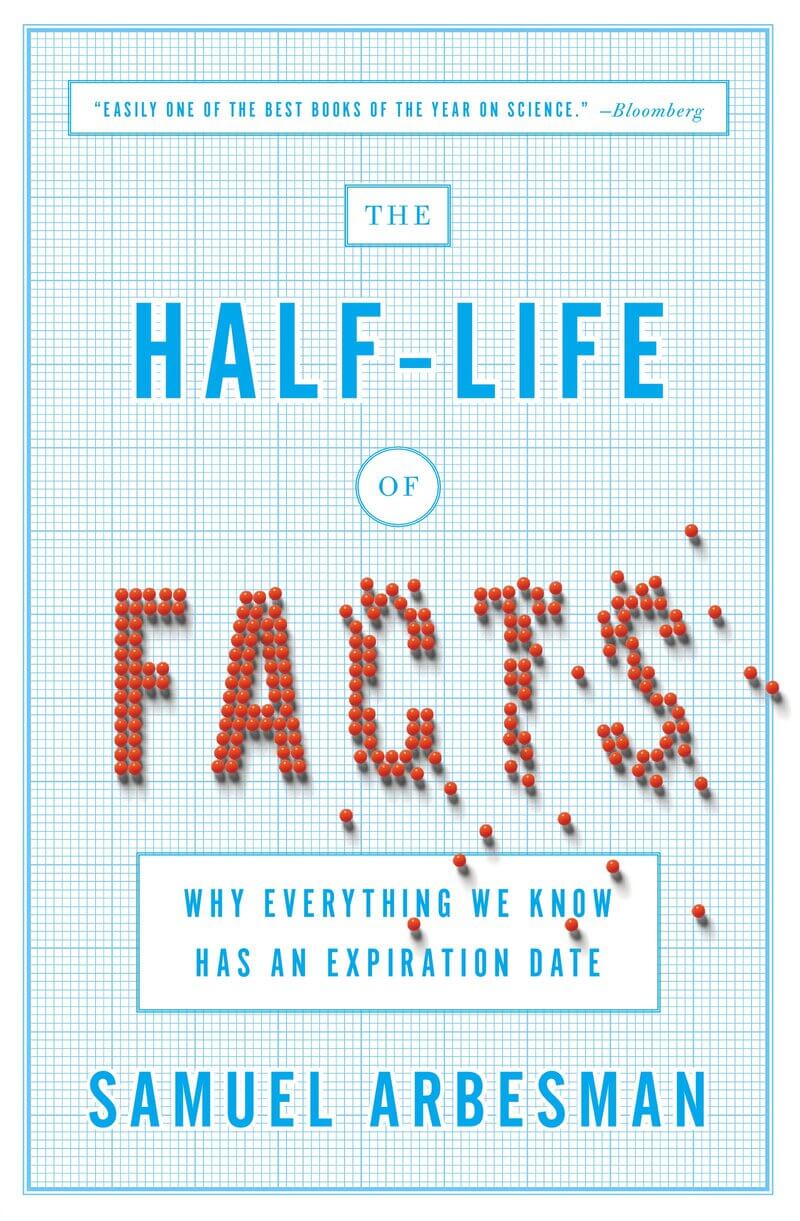 “EASILY ONE OF THE BEST BOOKS OF THE YEAR ON SCIENCE.” –Bloomberg
THE
HALF–LIFE
OF
FACTS
WHY EVERYTHING WE KNOW
HAS AN EXPIRATION DATE
SAMUEL ARBESMAN